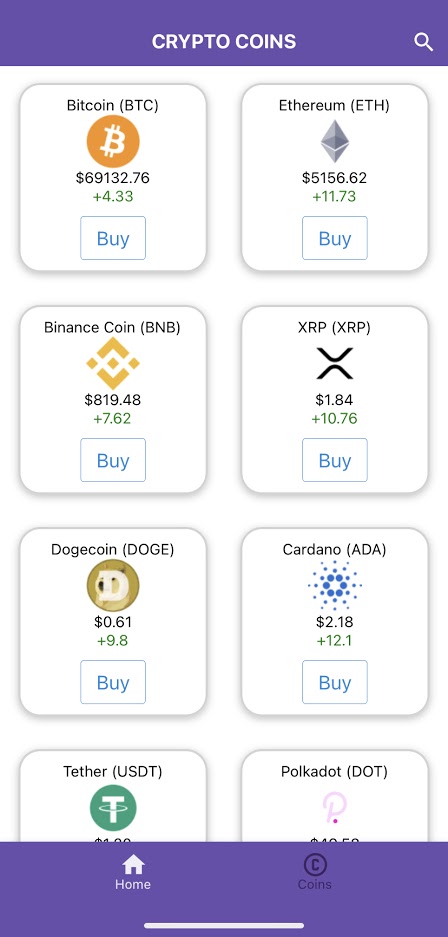 CRYPTO COINS
Bitcoin (BTC)
$69132.76
+4.33
Buy
Ethereum (ETH)
$5156.62
+11.73
Buy
Binance Coin (BNB)
$819.48
+7.62
Buy
XRP (XRP)
$1.84
+10.76
Buy
Dogecoin (DOGE)
$0.61
+9.8
Buy
Cardano (ADA)
$2.18
+12.1
Buy
Tether (USDT)
Polkadot (DOT)
Home
Coins